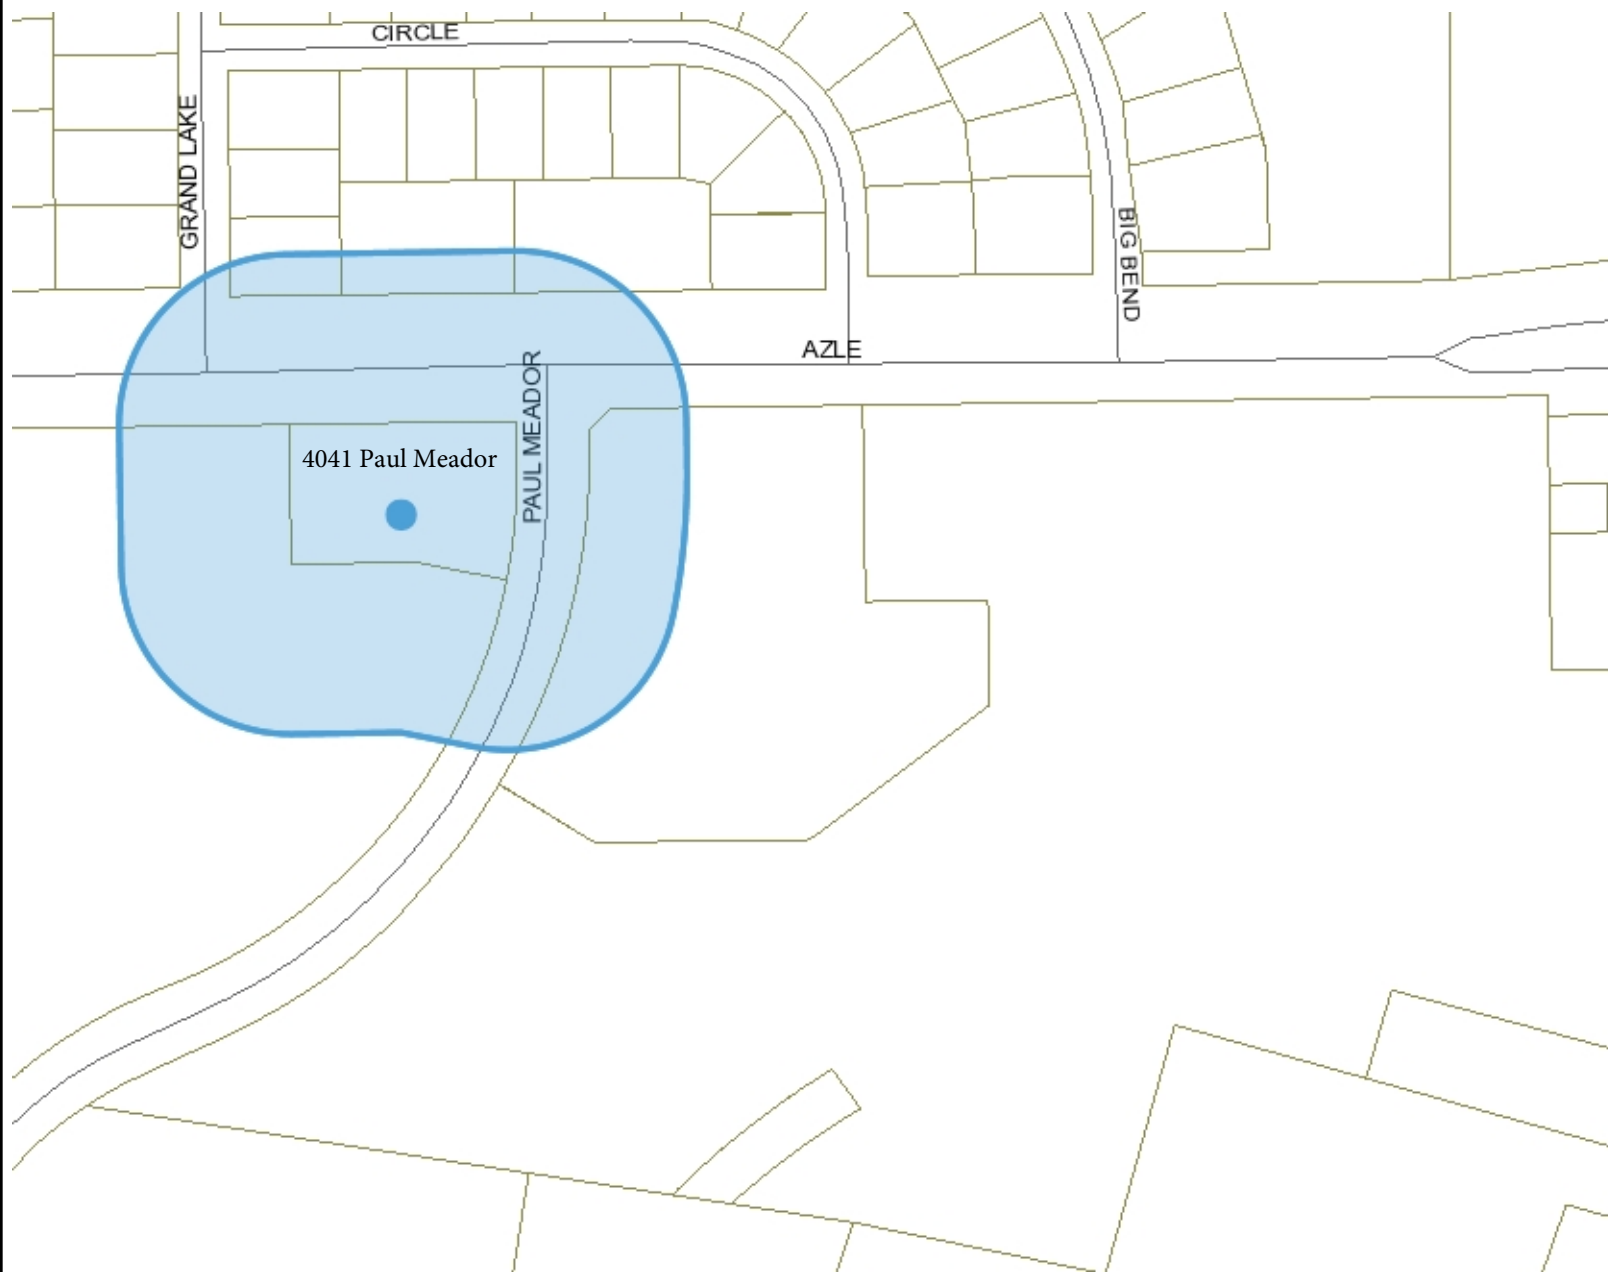 CIRCLE
GRAND LAKE
BIG BEND
AZLE
PAUL MEADOR
4041 Paul Meador